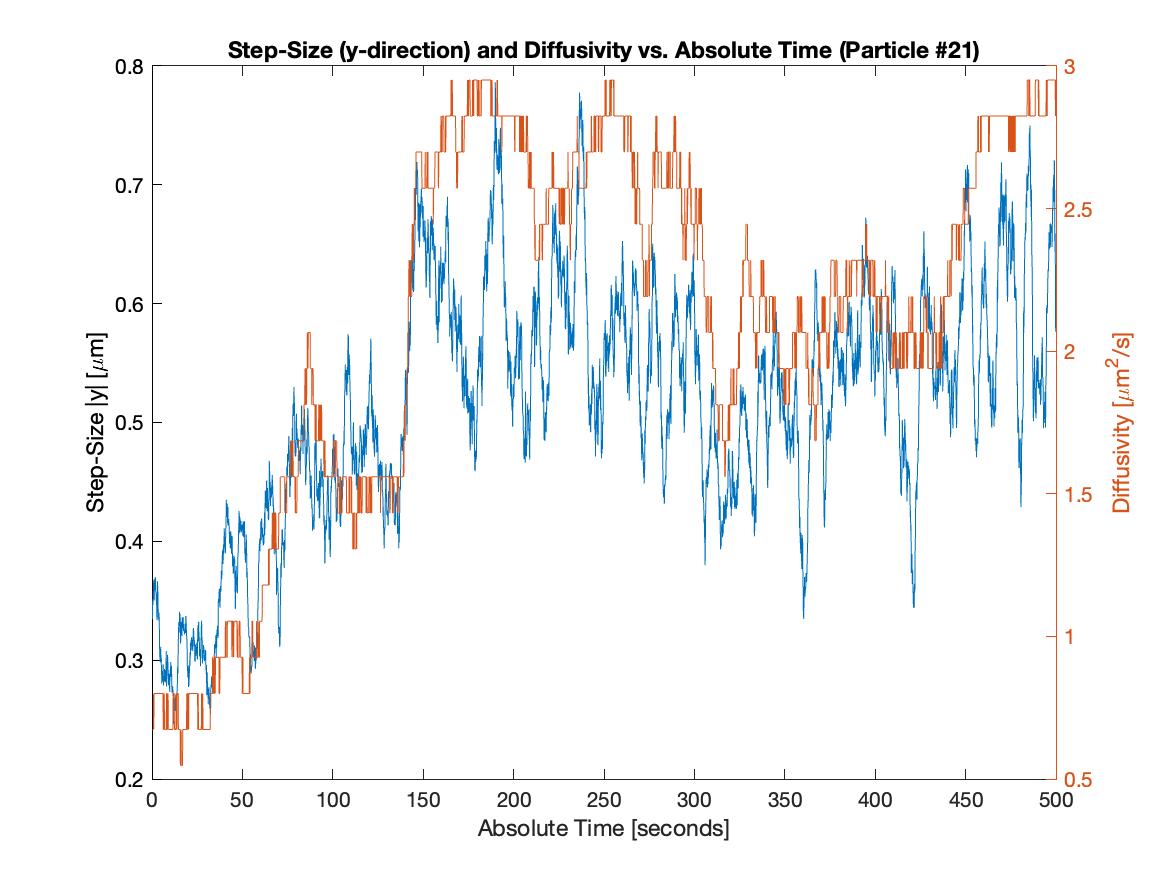 Step-Size (y-direction) and Diffusivity vs. Absolute Time (Particle #21)
0.8
0.7
0.6
0.5
0.4
0.3
0.2
Step-Size |y| [μm]
3
2.5
2
1.5
1
0.5
Diffusivity [μm²/s]
0 50 100 150 200 250 300 350 400 450 500
Absolute Time [seconds]